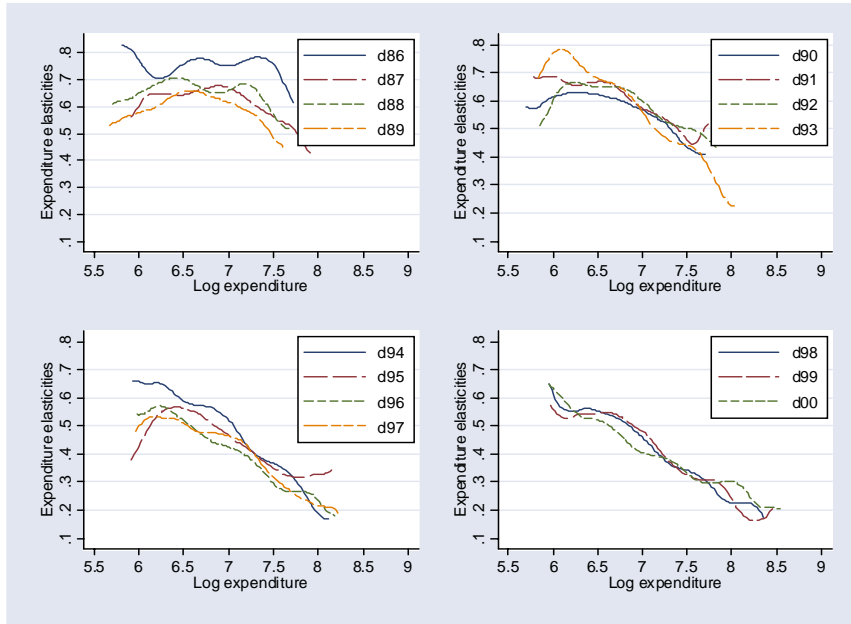 Expenditure elasticities
.1 .2 .3 .4 .5 .6 .7 .8
5.5 6 6.5 7 7.5 8 8.5 9
Log expenditure
d86
d87
d88
d89
Expenditure elasticities
.1 .2 .3 .4 .5 .6 .7 .8
5.5 6 6.5 7 7.5 8 8.5 9
Log expenditure
d90
d91
d92
d93
Expenditure elasticities
.1 .2 .3 .4 .5 .6 .7 .8
5.5 6 6.5 7 7.5 8 8.5 9
Log expenditure
d94
d95
d96
d97
Expenditure elasticities
.1 .2 .3 .4 .5 .6 .7 .8
5.5 6 6.5 7 7.5 8 8.5 9
Log expenditure
d98
d99
d00